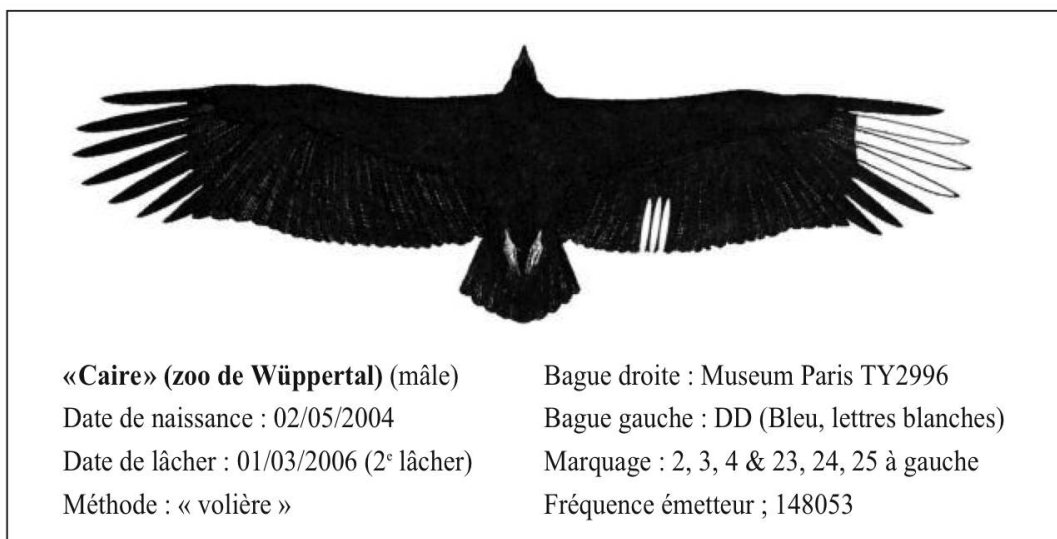 «Caire» (zoo de Wüppertal) (mâle)
Date de naissance : 02/05/2004
Date de lâcher : 01/03/2006 (2e lâcher)
Méthode : « volière »
Bague droite : Museum Paris TY2996
Bague gauche : DD (Bleu, lettres blanches)
Marquage : 2, 3, 4 & 23, 24, 25 à gauche
Fréquence émetteur ; 148053